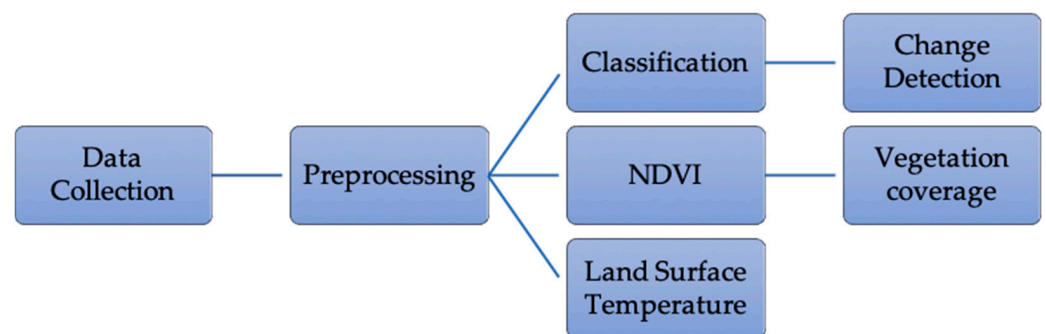 Data
Collection
Preprocessing
Classification
Change
Detection
NDVI
Vegetation
coverage
Land Surface
Temperature